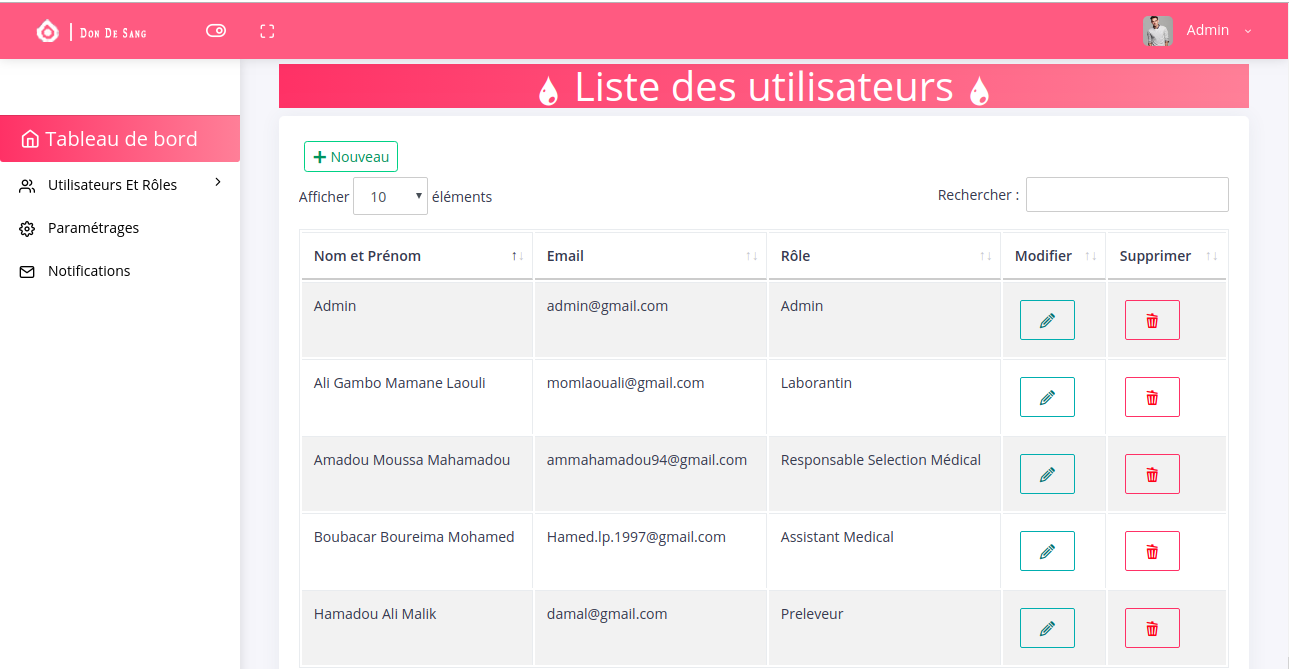 Don De Sang
Admin
Liste des utilisateurs
Tableau de bord
Utilisateurs Et Rôles
Paramétrages
Notifications
Nouveau
Afficher 10 éléments
Rechercher :
Nom et Prénom Email Rôle Modifier Supprimer
Admin admin@gmail.com Admin
Ali Gambo Mamane Laouli momlaouali@gmail.com Laborantin
Amadou Moussa Mahamadou ammahamadou94@gmail.com Responsable Selection Médical
Boubacar Boureima Mohamed Hamed.lp.1997@gmail.com Assistant Medical
Hamadou Ali Malik damal@gmail.com Preleveur